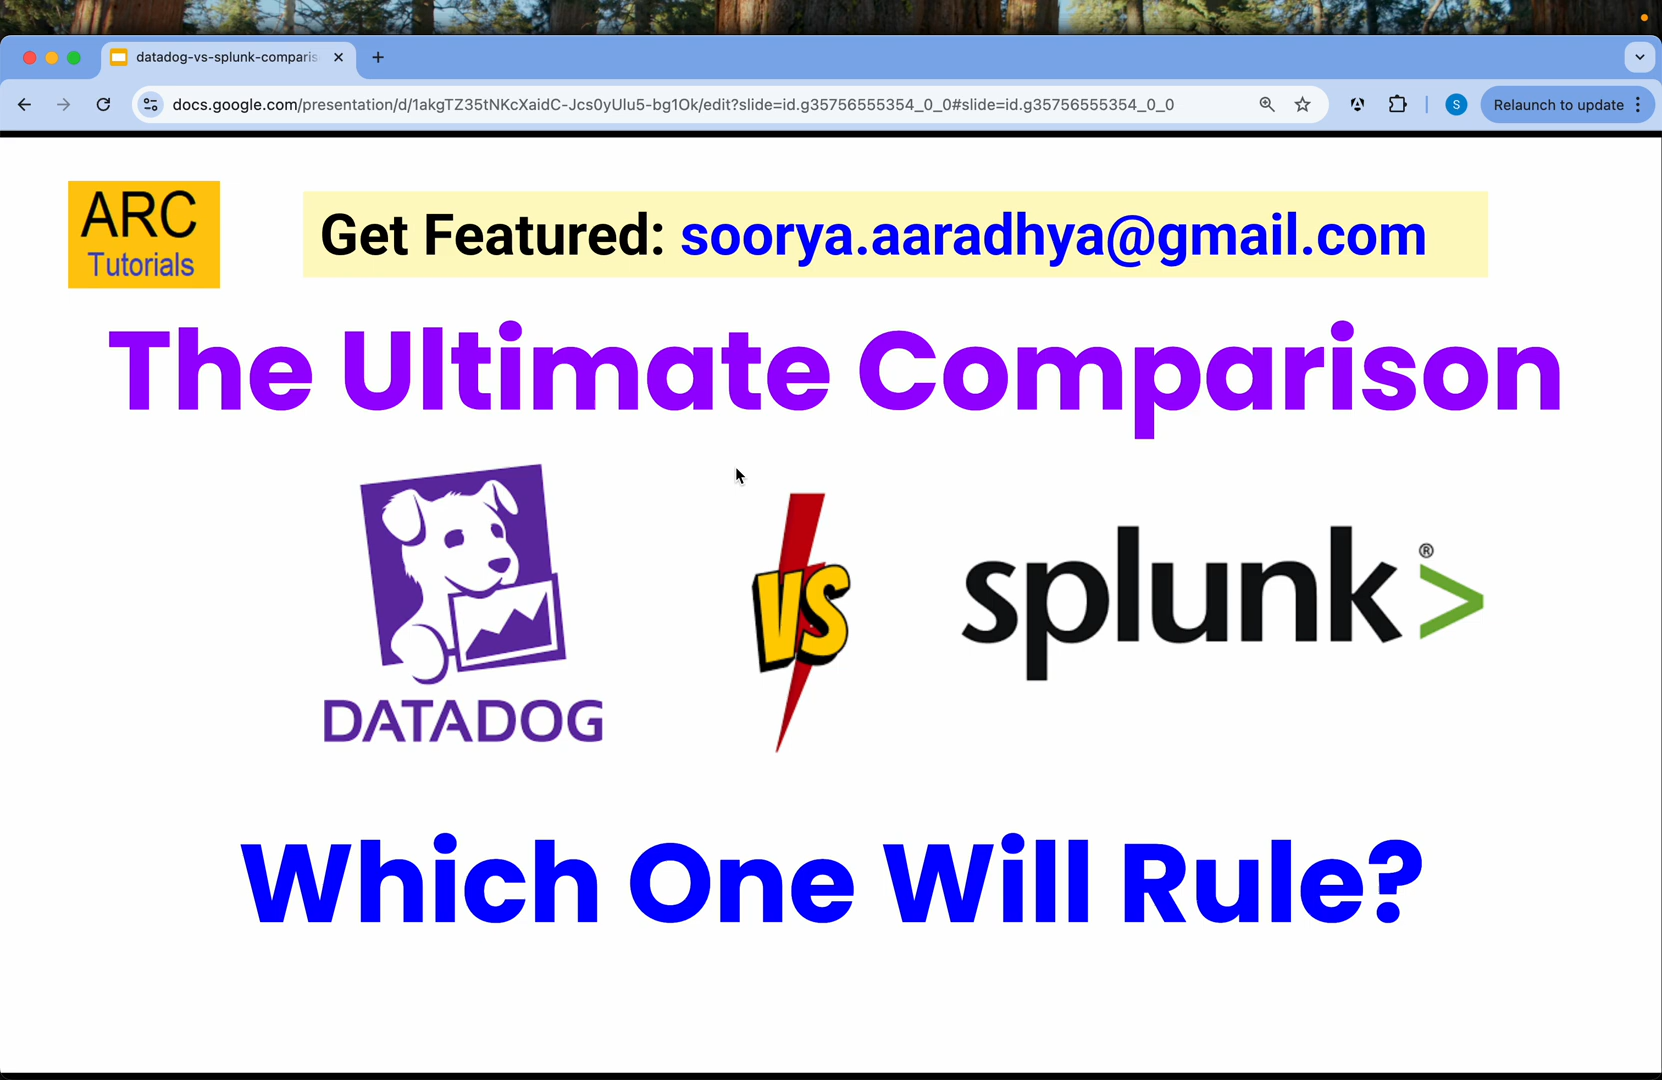 datadog-vs-splunk-comparis
docs.google.com/presentation/d/1akgTZ35tNKcXaidC-Jcs0yUlu5-bg1Ok/edit?slide=id.g35756555354_0_0#slide=id.g35756555354_0_0
S
Relaunch to update
ARC
Tutorials
Get Featured: soorya.aaradhya@gmail.com
The Ultimate Comparison
DATADOG
VS
splunk>®
Which One Will Rule?